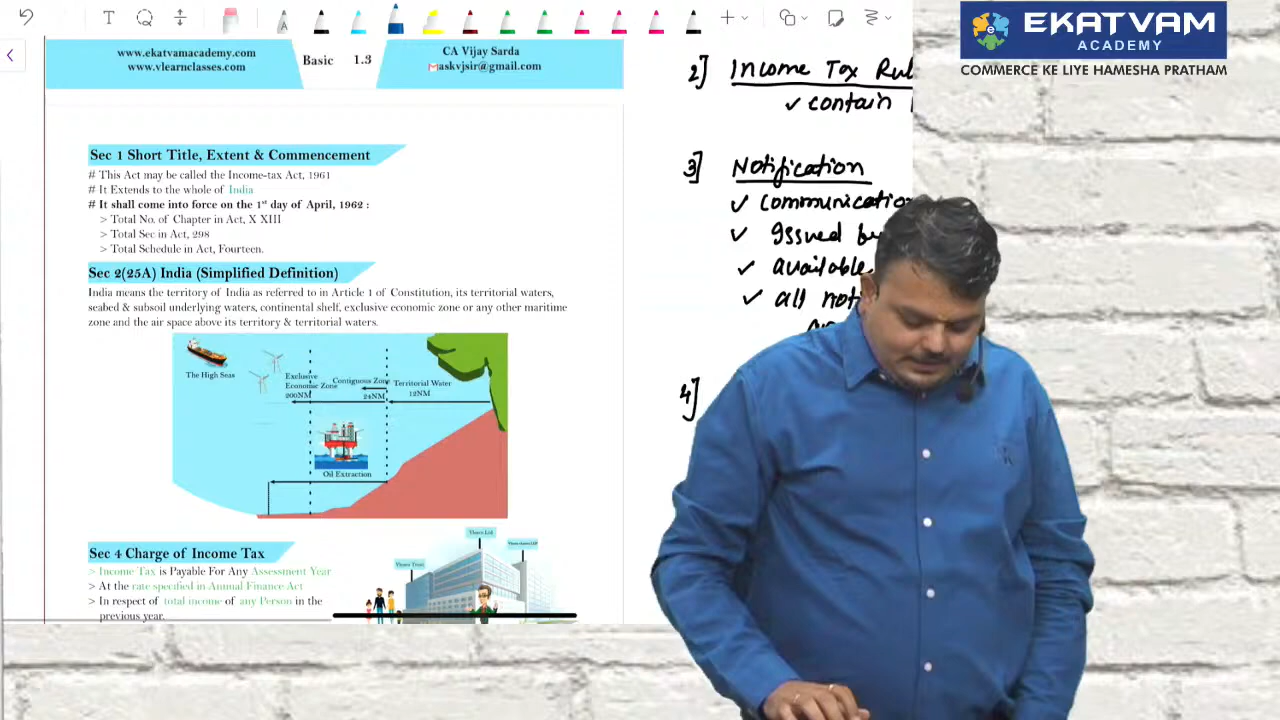 www.ekatvamacademy.com
www.vlearnclasses.com
Basic 1.3
CA Vijay Sarda
askvjsir@gmail.com
EKATVAM
ACADEMY
COMMERCE KE LIYE HAMESHA PRATHAM
Sec 1 Short Title, Extent & Commencement
# This Act may be called the Income-tax Act, 1961
# It Extends to the whole of India
# It shall come into force on the 1st day of April, 1962 :
> Total No. of Chapter in Act, X XIII
> Total Sec in Act, 298
> Total Schedule in Act, Fourteen.
Sec 2(25A) India (Simplified Definition)
India means the territory of India as referred to in Article 1 of Constitution, its territorial waters,
seabed & subsoil underlying waters, continental shelf, exclusive economic zone or any other maritime
zone and the air space above its territory & territorial waters.
The High Seas
Exclusive
Economic Zone
200NM
Contiguous Zone
24NM
Territorial Water
12NM
Oil Extraction
Sec 4 Charge of Income Tax
> Income Tax is Payable For Any Assessment Year
> At the rate specified in Annual Finance Act
> In respect of total income of any Person in the
previous year.
2] Income Tax
✓ contain
3] Notification
✓ communication
✓ Issued
✓ available
✓ all
4]